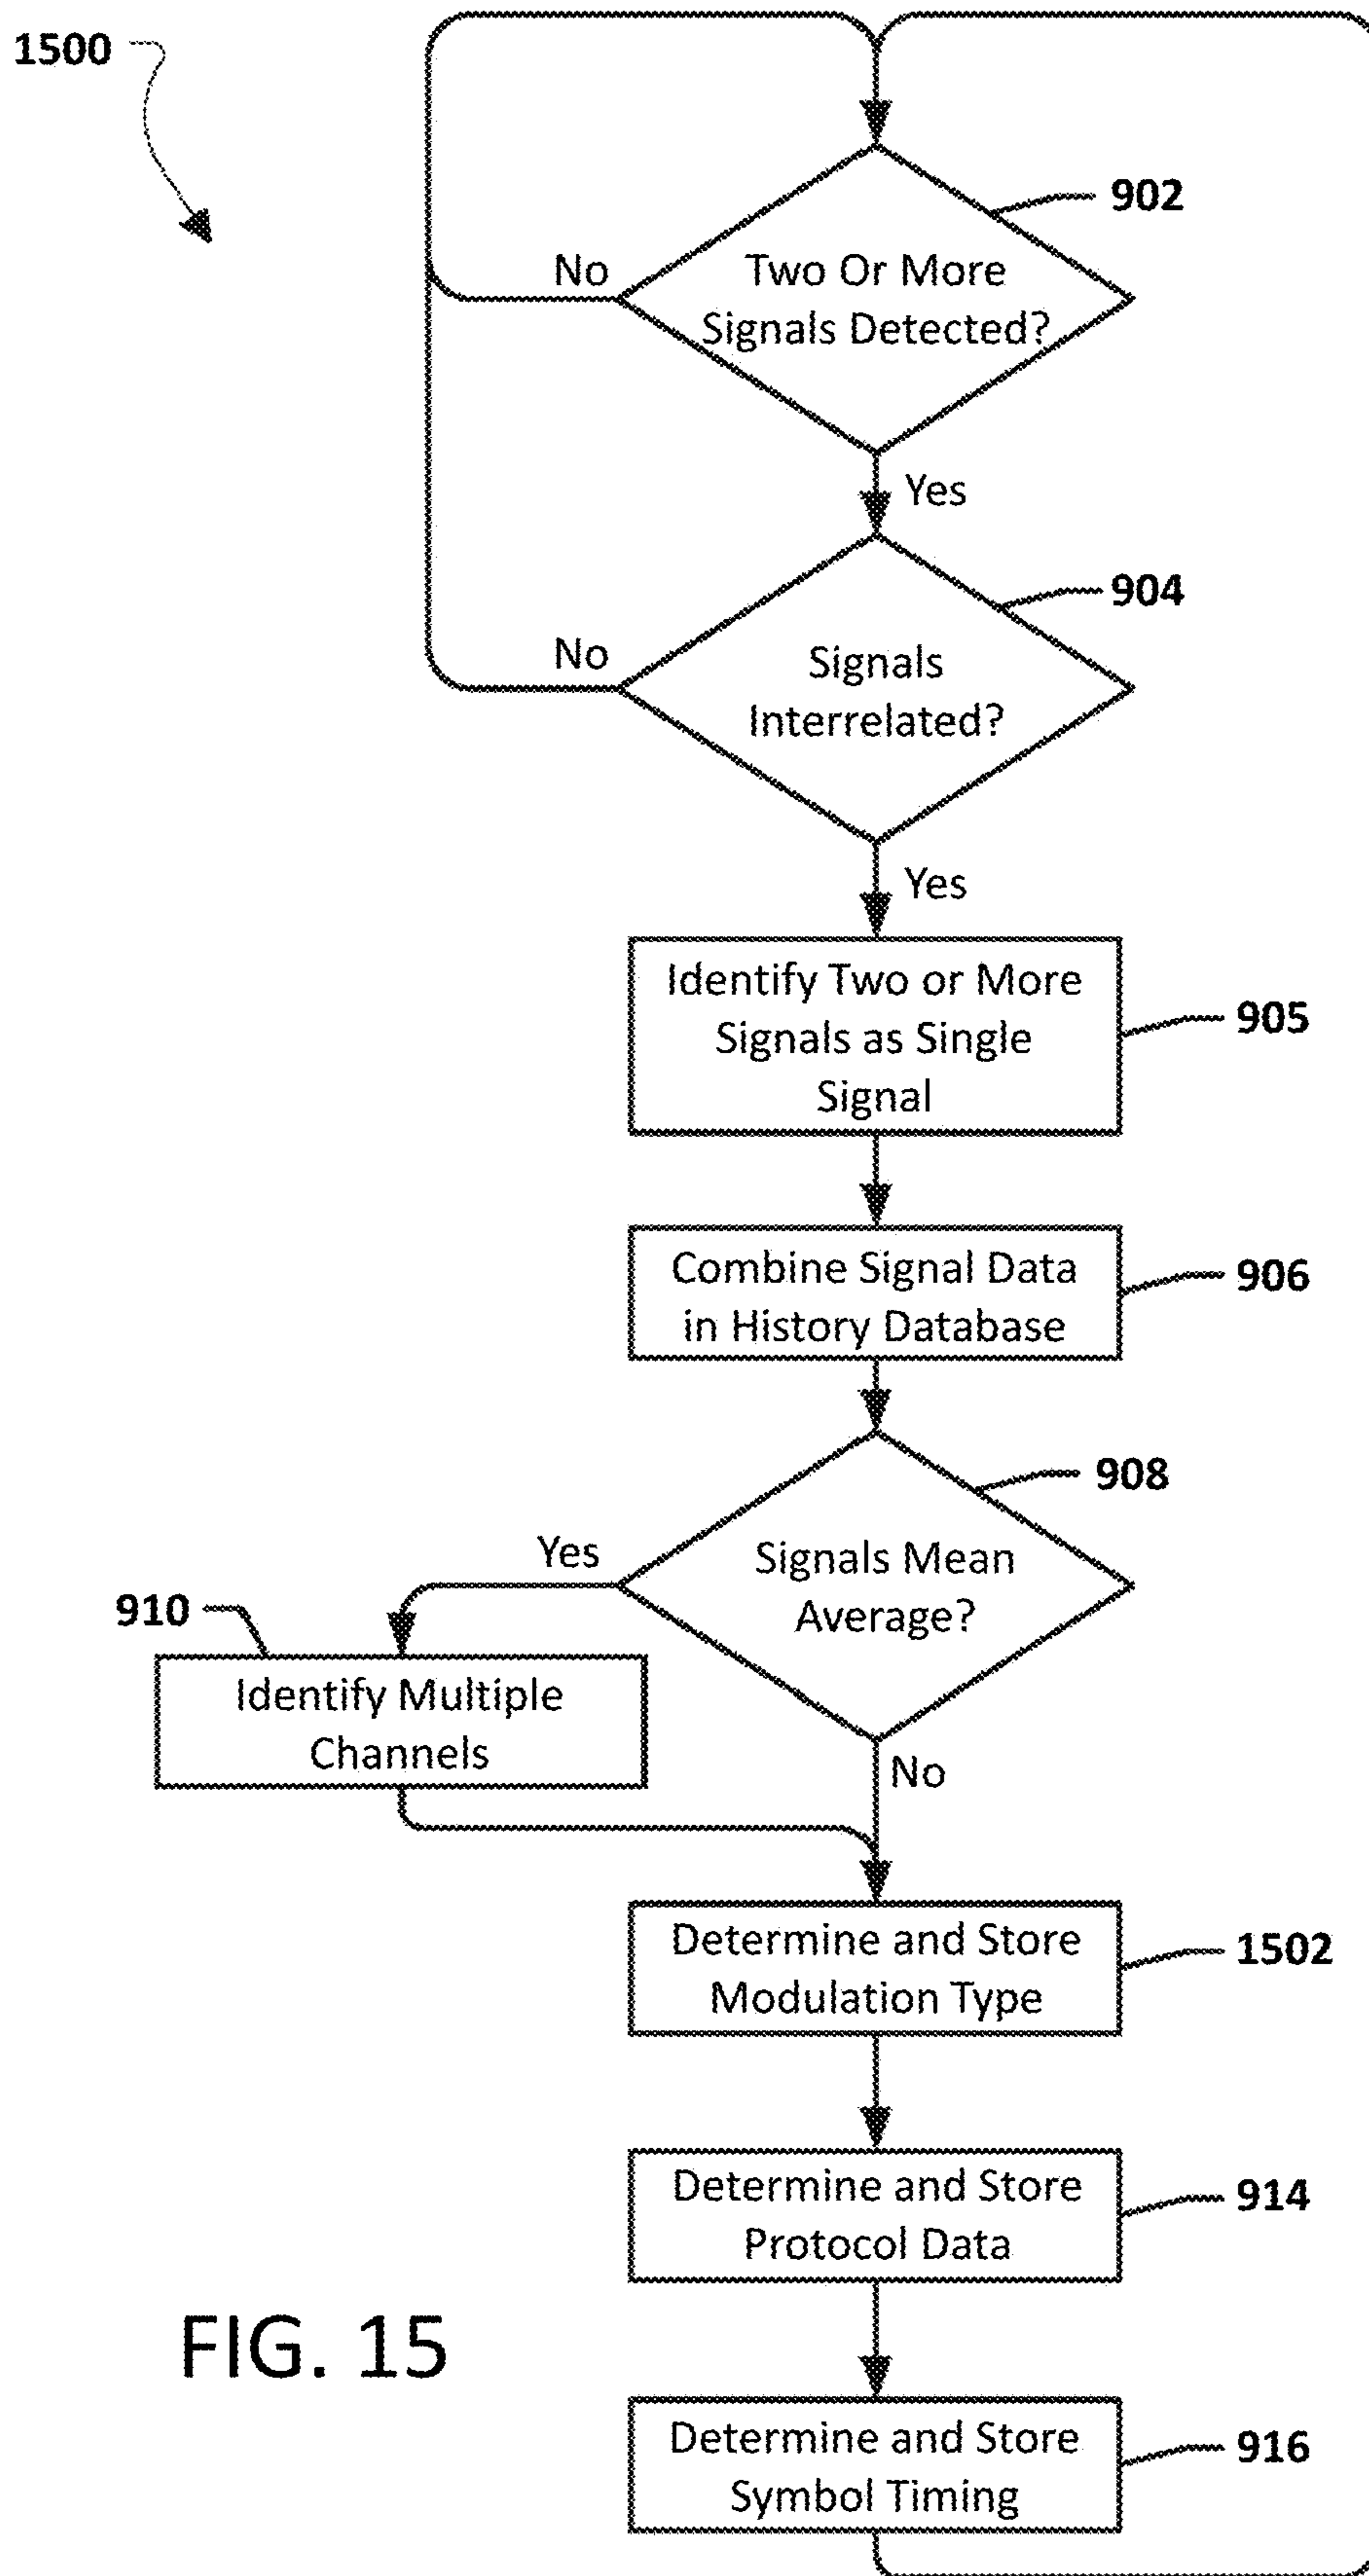 1500
902
No
Two Or More
Signals Detected?
Yes
904
No
Signals
Interrelated?
Yes
Identify Two or More
Signals as Single
Signal
905
Combine Signal Data
in History Database
906
908
Yes
Signals Mean
Average?
910
Identify Multiple
Channels
No
Determine and Store
Modulation Type
1502
Determine and Store
Protocol Data
914
FIG. 15
Determine and Store
Symbol Timing
916